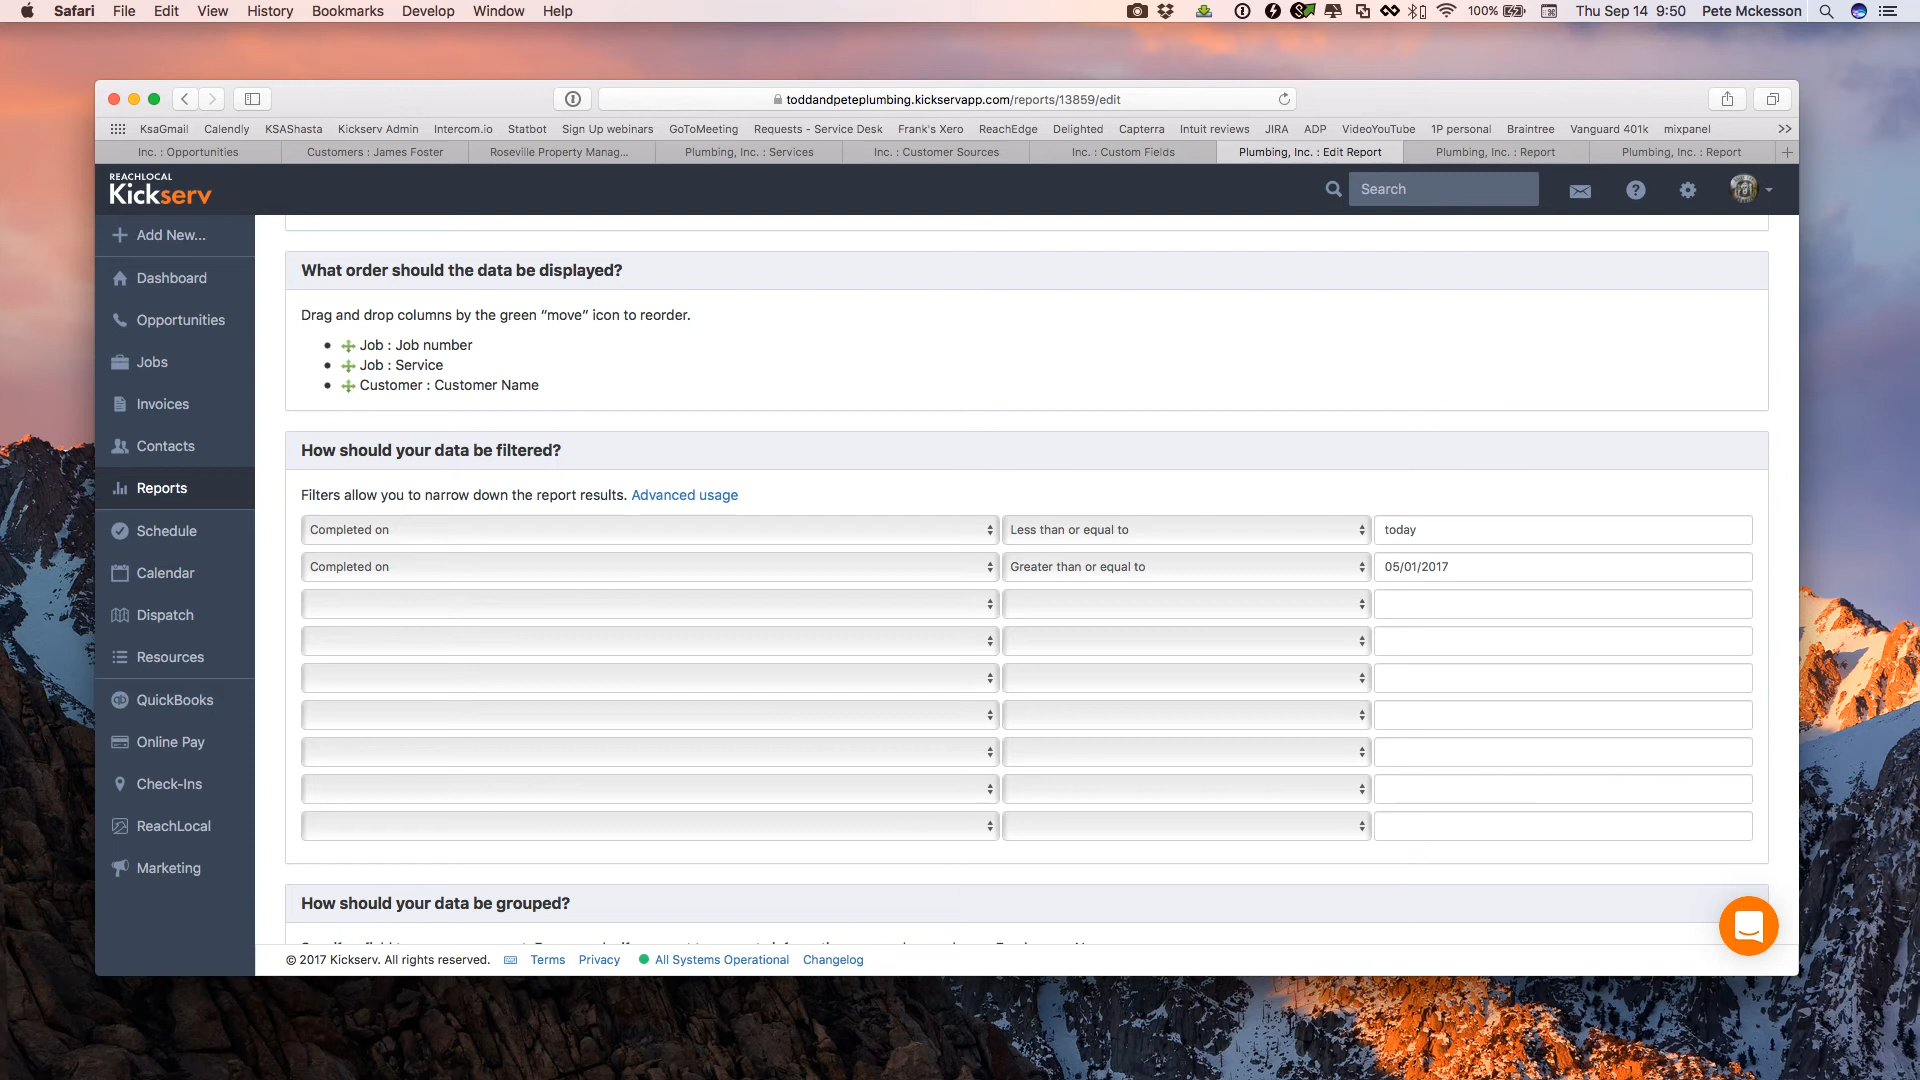 Safari File Edit View History Bookmarks Develop Window Help 100% Thu Sep 14 9:50 Pete Mckesson
toddandpeteplumbing.kickservapp.com/reports/13859/edit
KsaGmail Calendly KSAShasta Kickserv Admin Intercom.io Statbot Sign Up webinars GoToMeeting Requests - Service Desk Frank's Xero ReachEdge Delighted Capterra Intuit reviews JIRA ADP VideoYouTube 1P personal Braintree Vanguard 401k mixpanel
Inc. : Opportunities Customers : James Foster Roseville Property Manag... Plumbing, Inc. : Services Inc. : Customer Sources Inc. : Custom Fields Plumbing, Inc. : Edit Report Plumbing, Inc. : Report Plumbing, Inc. : Report
REACHLOCAL
Kickserv
Search
Add New...
Dashboard
Opportunities
Jobs
Invoices
Contacts
Reports
Schedule
Calendar
Dispatch
Resources
QuickBooks
Online Pay
Check-Ins
ReachLocal
Marketing
What order should the data be displayed?
Drag and drop columns by the green “move” icon to reorder.
Job : Job number
Job : Service
Customer : Customer Name
How should your data be filtered?
Filters allow you to narrow down the report results. Advanced usage
Completed on Less than or equal to today
Completed on Greater than or equal to 05/01/2017
How should your data be grouped?
© 2017 Kickserv. All rights reserved. Terms Privacy All Systems Operational Changelog